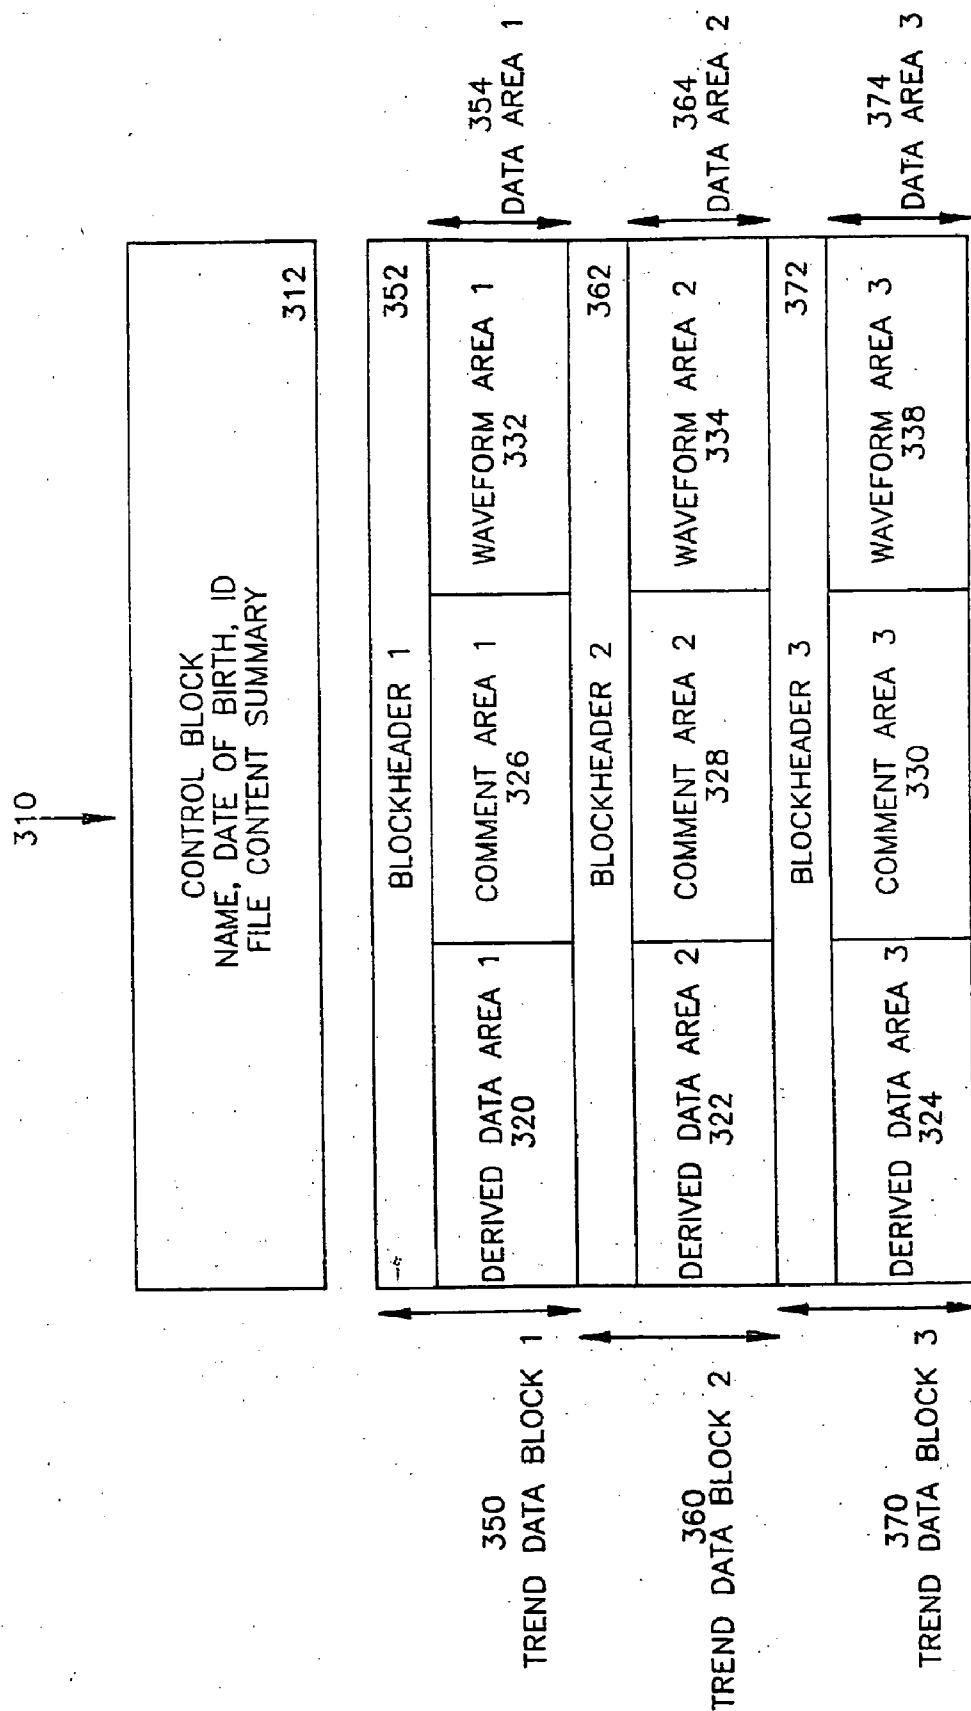 310
CONTROL BLOCK
NAME, DATE OF BIRTH, ID
FILE CONTENT SUMMARY
312
BLOCKHEADER 1
352
350
TREND DATA BLOCK 1
DERIVED DATA AREA 1
320
COMMENT AREA 1
326
WAVEFORM AREA 1
332
354
DATA AREA 1
BLOCKHEADER 2
362
360
TREND DATA BLOCK 2
DERIVED DATA AREA 2
322
COMMENT AREA 2
328
WAVEFORM AREA 2
334
364
DATA AREA 2
BLOCKHEADER 3
372
370
TREND DATA BLOCK 3
DERIVED DATA AREA 3
324
COMMENT AREA 3
330
WAVEFORM AREA 3
338
374
DATA AREA 3